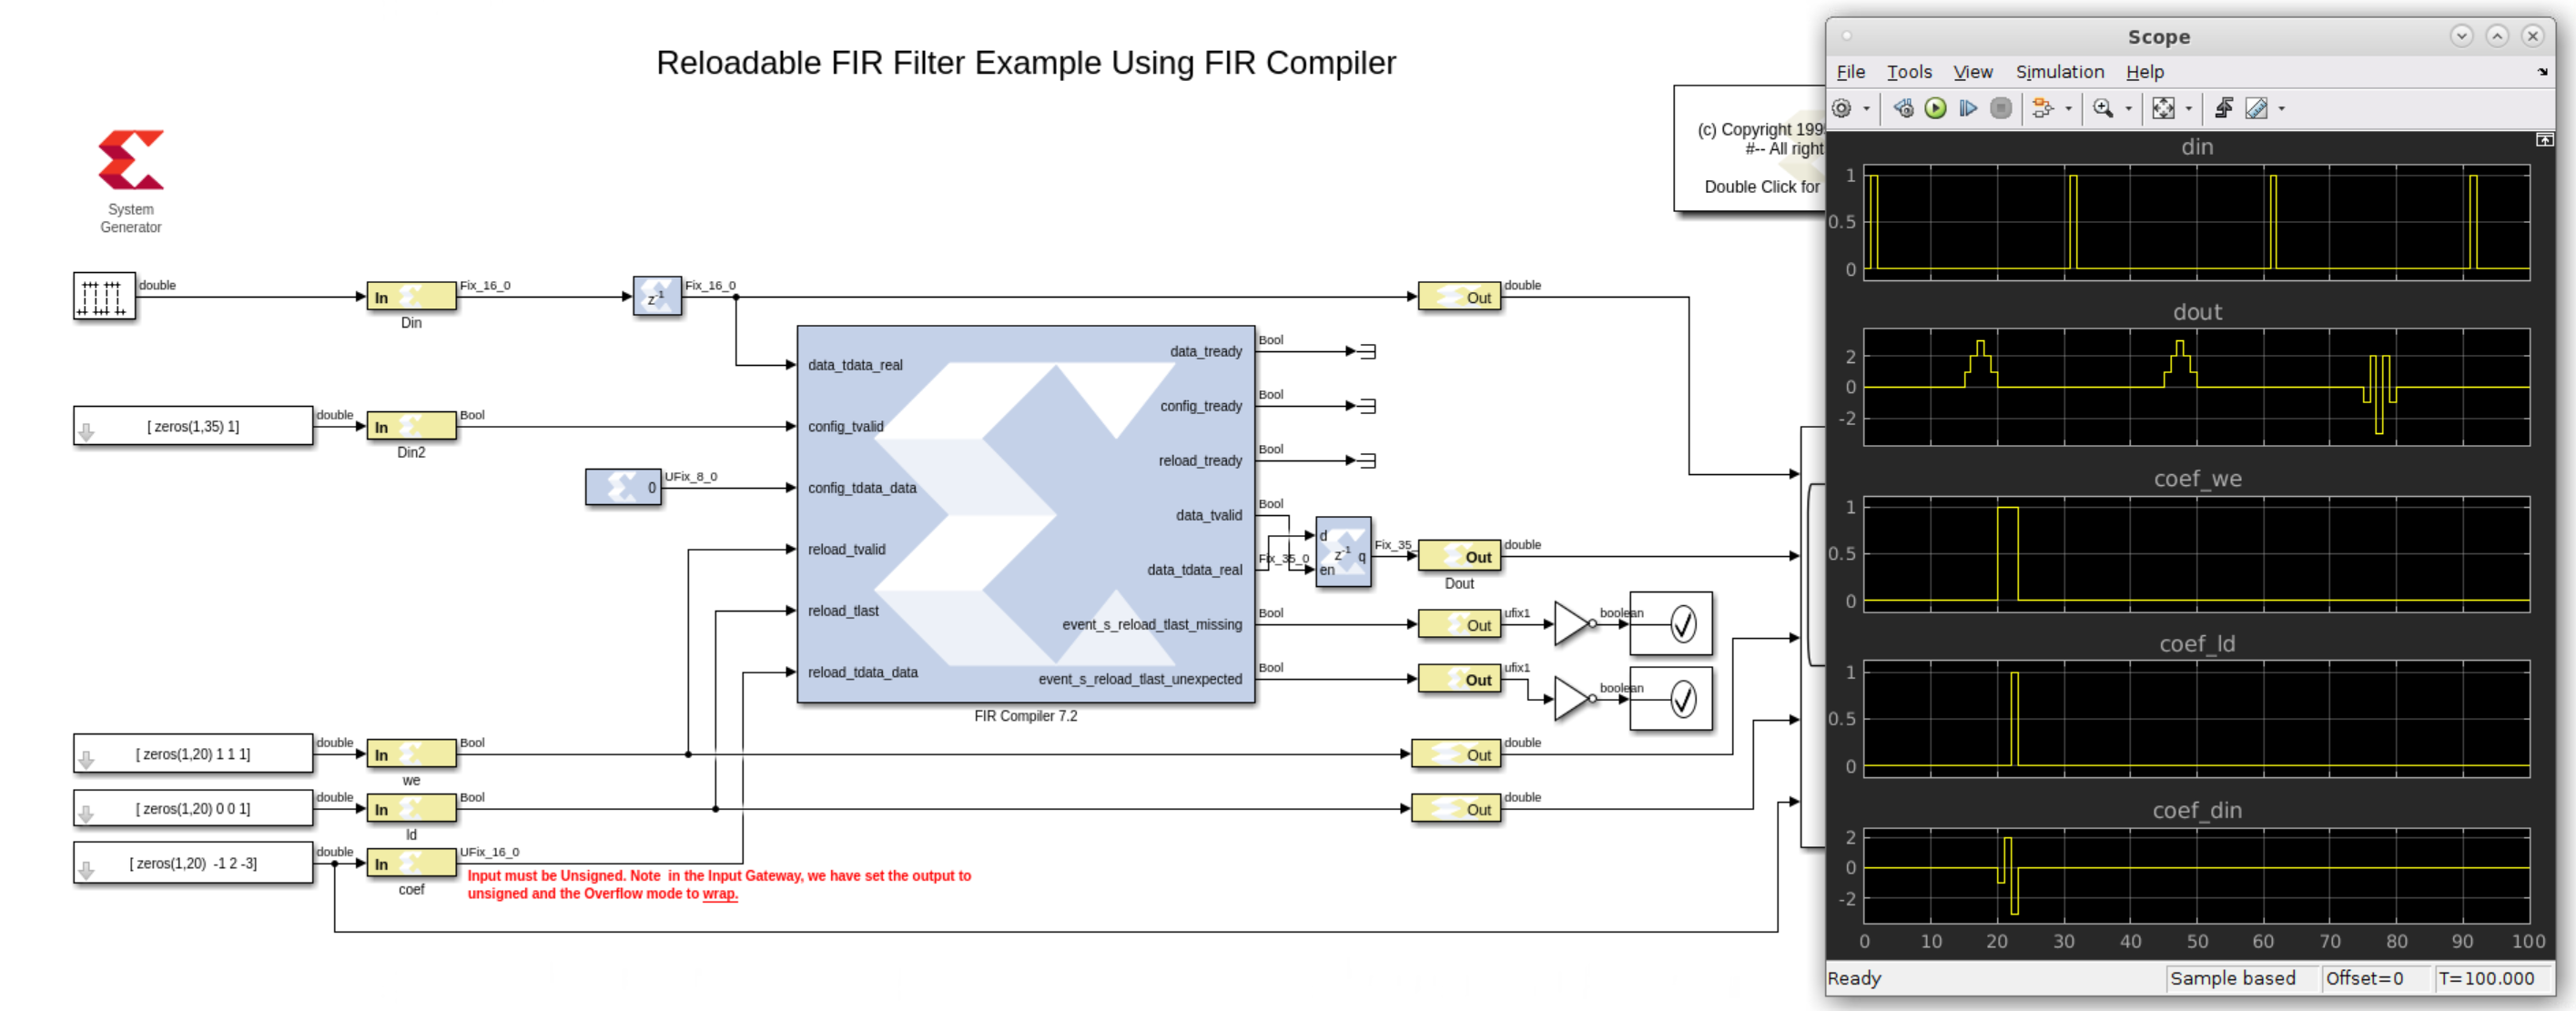 Reloadable FIR Filter Example Using FIR Compiler
System
Generator
(c) Copyright 199
#-- All right
Double Click for
double
In
Din
Fix_16_0
z-1
Fix_16_0
Out
double
[ zeros(1,35) 1]
double
In
Din2
Bool
0
UFix_8_0
data_tdata_real
config_tvalid
config_tdata_data
reload_tvalid
reload_tlast
reload_tdata_data
data_tready
config_tready
reload_tready
data_tvalid
data_tdata_real
event_s_reload_tlast_missing
event_s_reload_tlast_unexpected
FIR Compiler 7.2
Bool
Bool
Bool
Bool
Fix_35_0
Bool
Bool
d
z-1
q
en
Fix_35_
Out
Dout
double
Out
ufix1
boolean
Out
ufix1
boolean
[ zeros(1,20) 1 1 1]
double
In
we
Bool
Out
double
[ zeros(1,20) 0 0 1]
double
In
ld
Bool
Out
double
[ zeros(1,20)  -1 2 -3]
double
In
coef
UFix_16_0
Input must be Unsigned. Note  in the Input Gateway, we have set the output to
unsigned and the Overflow mode to wrap.
Scope
File Tools View Simulation Help
din
1
0.5
0
dout
2
0
-2
coef_we
1
0.5
0
coef_ld
1
0.5
0
coef_din
2
0
-2
0 10 20 30 40 50 60 70 80 90 100
Ready
Sample based Offset=0 T=100.000